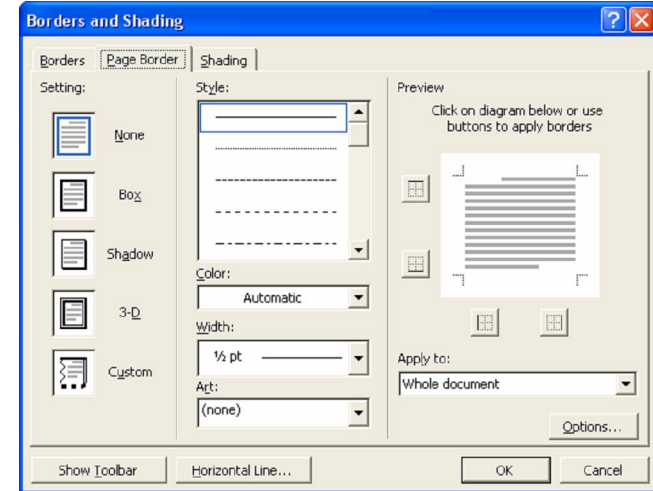 Borders and Shading
Borders
Page Border
Shading
Setting:
None
Box
Shadow
3-D
Custom
Style:
Color:
Automatic
Width:
½ pt
Art:
(none)
Preview
Click on diagram below or use
buttons to apply borders
Apply to:
Whole document
Options...
Show Toolbar
Horizontal Line...
OK
Cancel